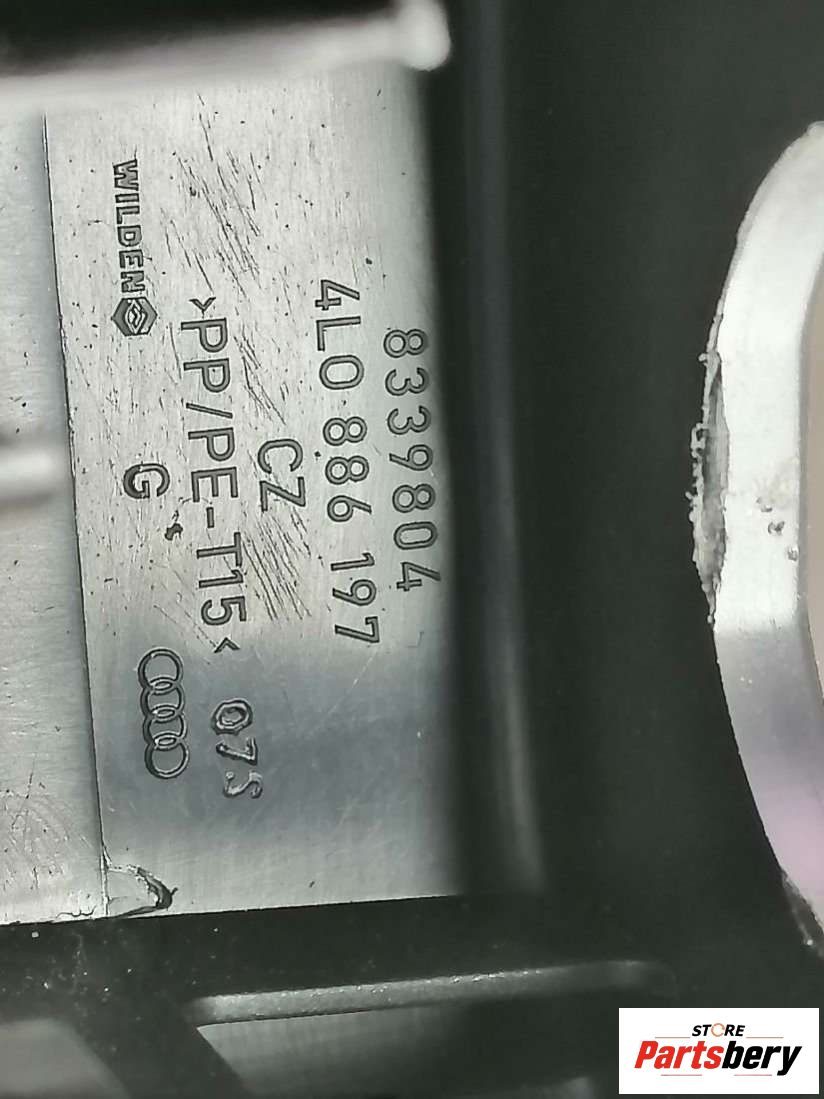 8339804
4L0 886 197
CZ
>PP/PE-T15< 07S
WILDEN G
STORE
Partsbery